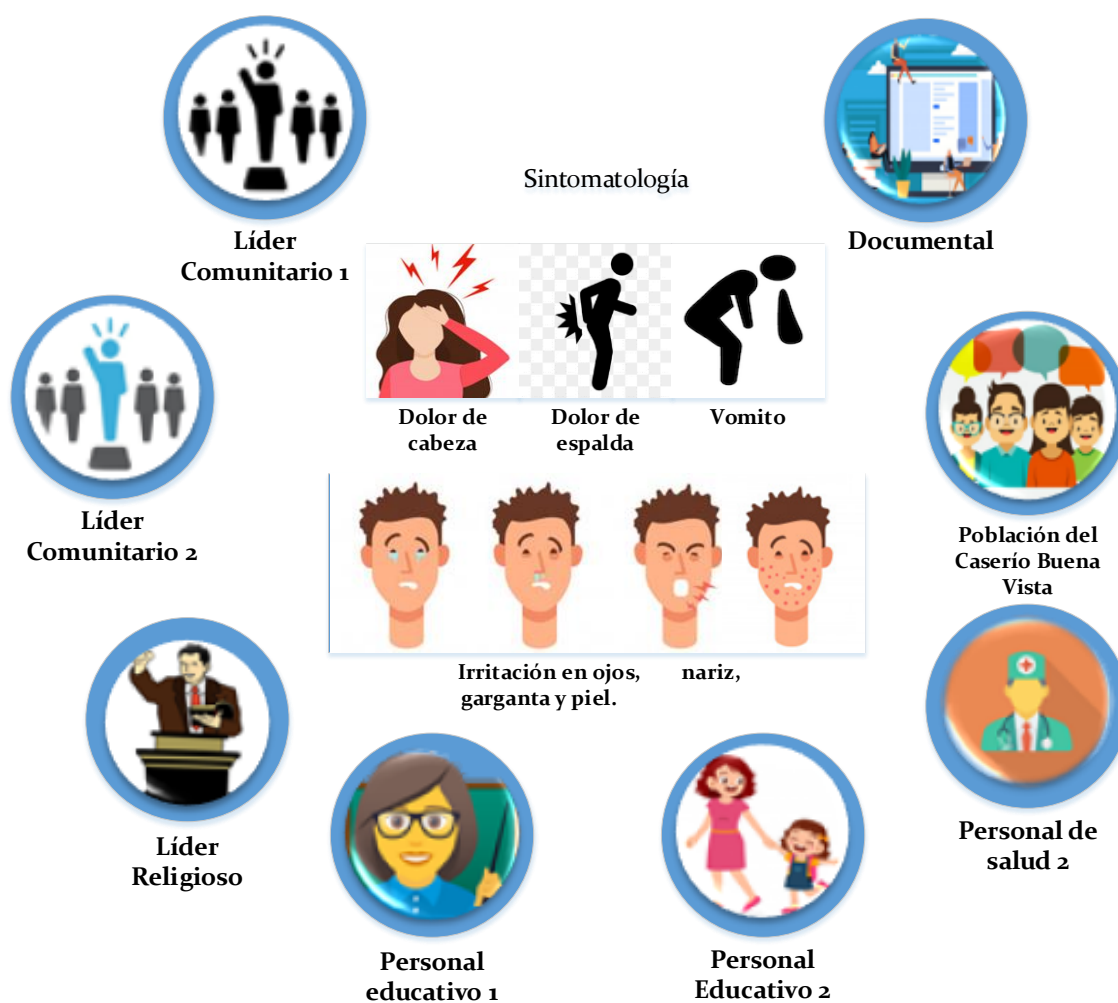 Sintomatología
Líder
Comunitario 1
Documental
Dolor de
cabeza
Dolor de
espalda
Vomito
Líder
Comunitario 2
Población del
Caserío Buena
Vista
Irritación en ojos, nariz,
garganta y piel.
Líder
Religioso
Personal de
salud 2
Personal
educativo 1
Personal
Educativo 2